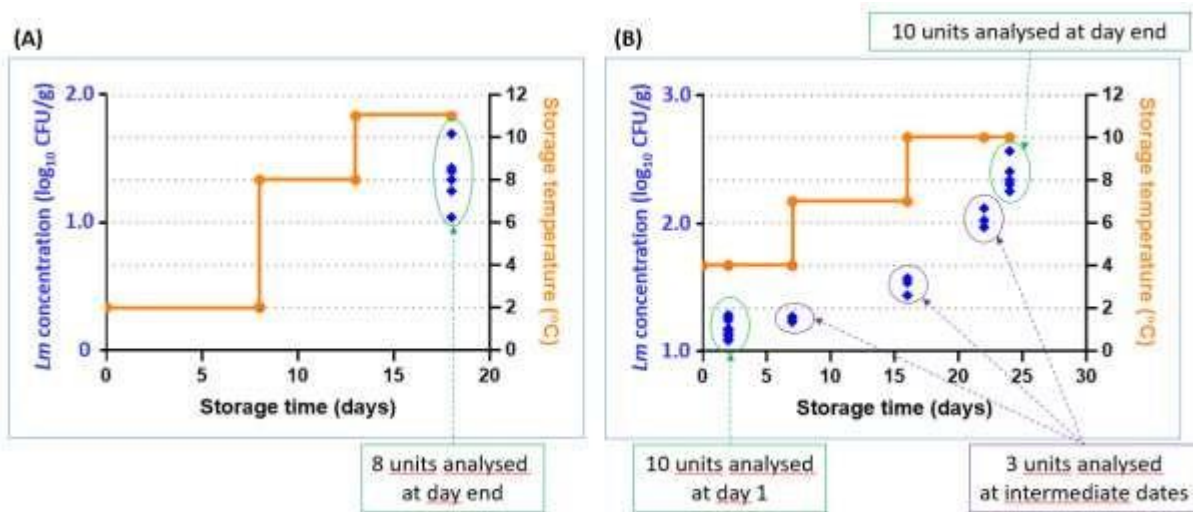 10 units analysed at day end
(A)
(B)
Lm concentration (log10 CFU/g)
2.0
1.0
0
12
10
8
6
4
2
0
Storage temperature (°C)
0 5 10 15 20
Storage time (days)
Lm concentration (log10 CFU/g)
3.0
2.0
1.0
12
10
8
6
4
2
0
Storage temperature (°C)
0 5 10 15 20 25 30
Storage time (days)
8 units analysed
at day end
10 units analysed
at day 1
3 units analysed
at intermediate dates